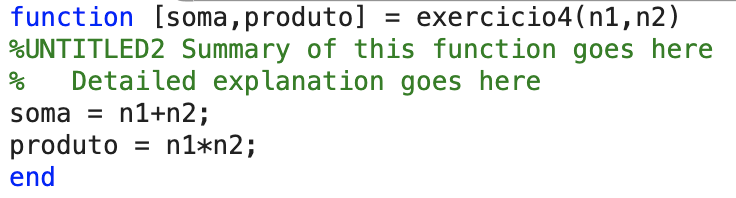 function [soma,produto] = exercicio4(n1,n2)
%UNTITLED2 Summary of this function goes here
%   Detailed explanation goes here
soma = n1+n2;
produto = n1*n2;
end